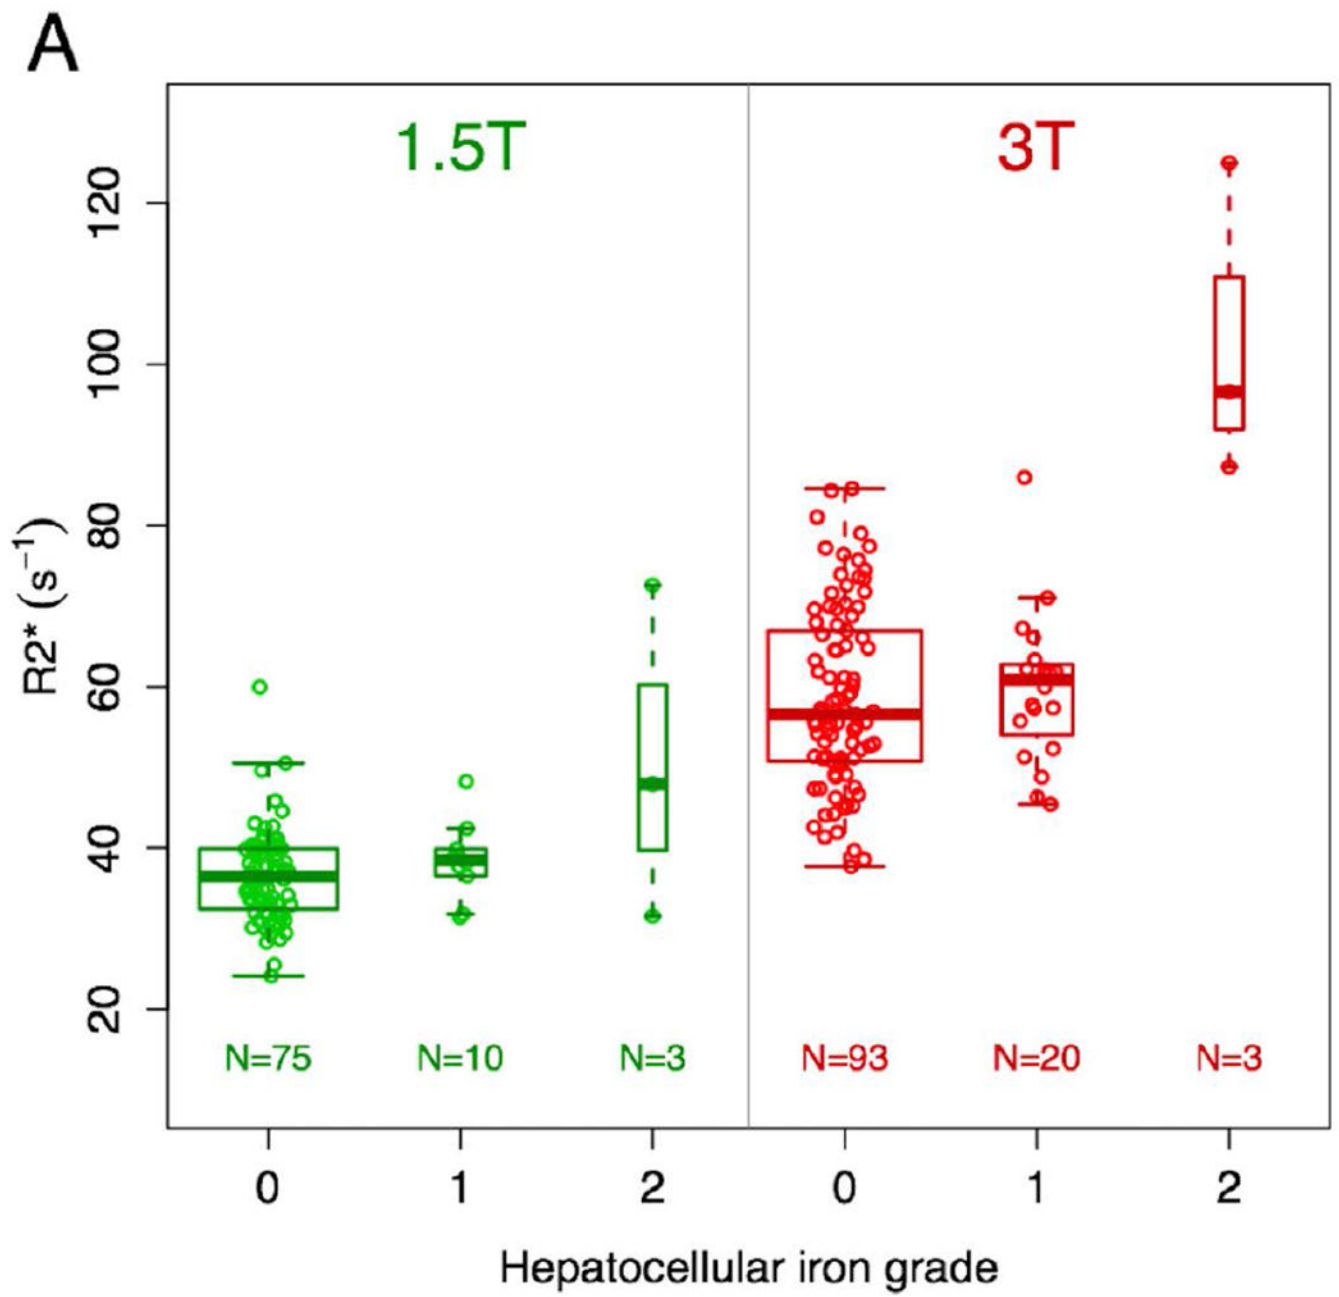 A
1.5T
3T
120
100
80
60
40
20
R2* (s⁻¹)
N=75
N=10
N=3
N=93
N=20
N=3
0
1
2
0
1
2
Hepatocellular iron grade